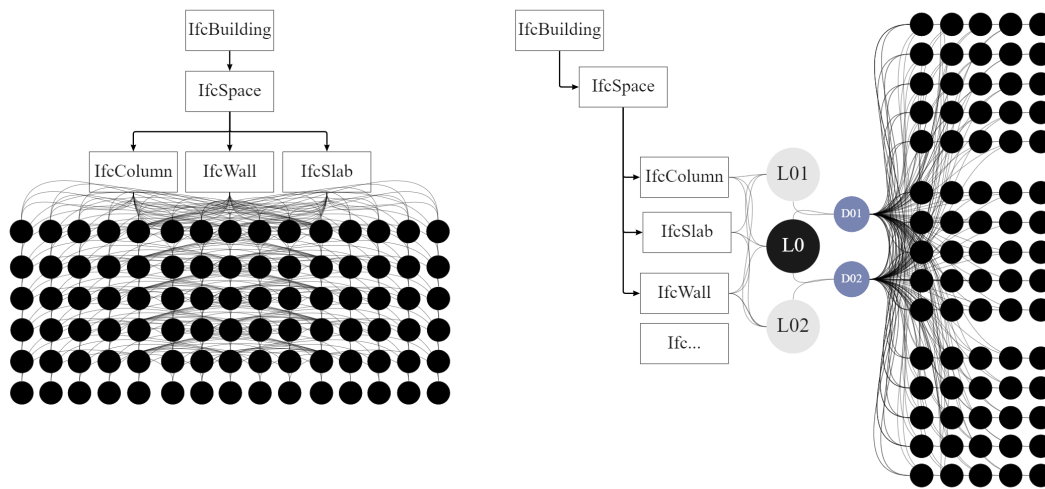 IfcBuilding
IfcSpace
IfcColumn
IfcWall
IfcSlab
IfcBuilding
IfcSpace
IfcColumn
IfcSlab
IfcWall
Ifc...
L01
L0
L02
D01
D02